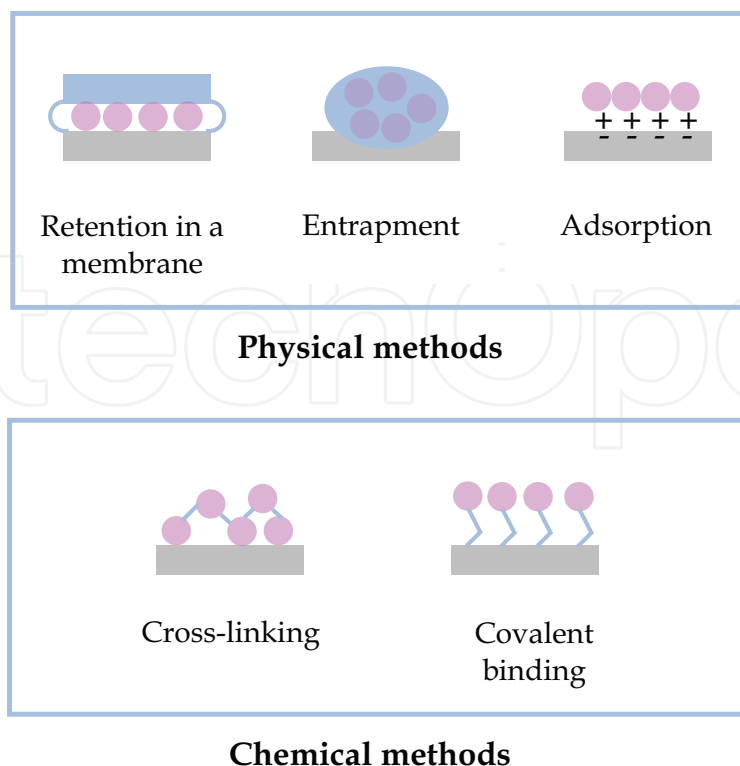 + + + +
- - - -
Retention in a
membrane
Entrapment
Adsorption
Physical methods
Cross-linking
Covalent
binding
Chemical methods